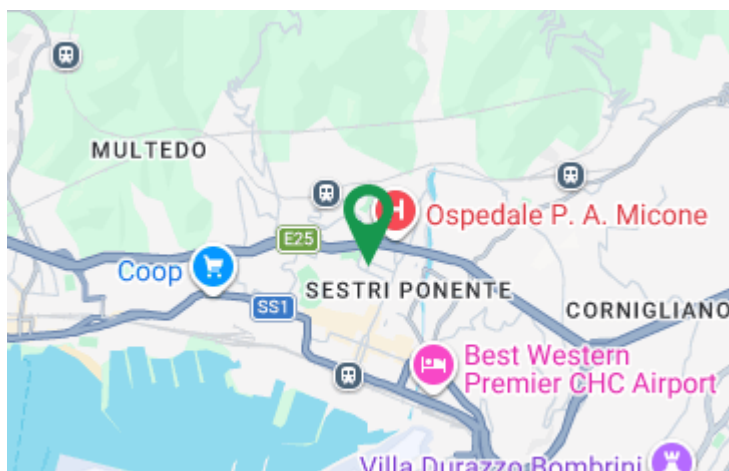 MULTEDO
H
Ospedale P. A. Micone
E25
Coop
SESTRI PONENTE
SS1
CORNIGLIANO
Best Western
Premier CHC Airport
Villa Durazzo Bombrini